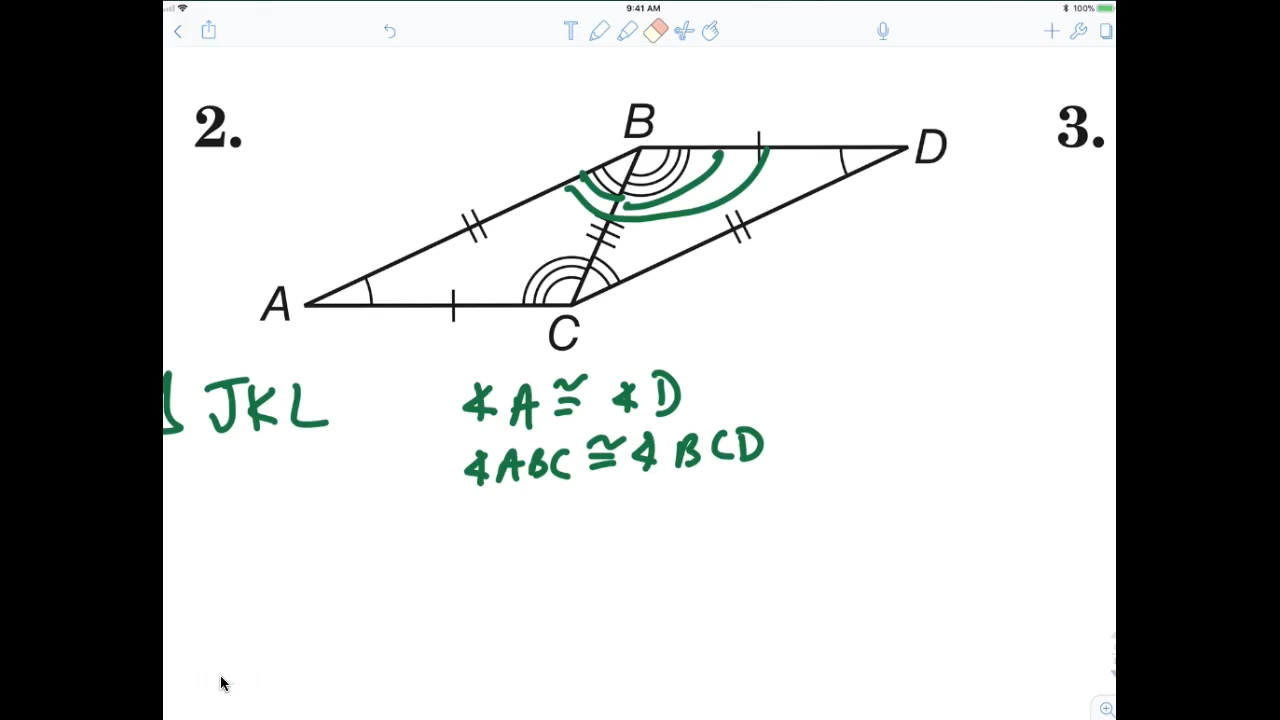 9:41 AM
100%
2.
B
D
3.
A
C
JKL
∡A ≅ ∡D
∡ABC ≅ ∡BCD